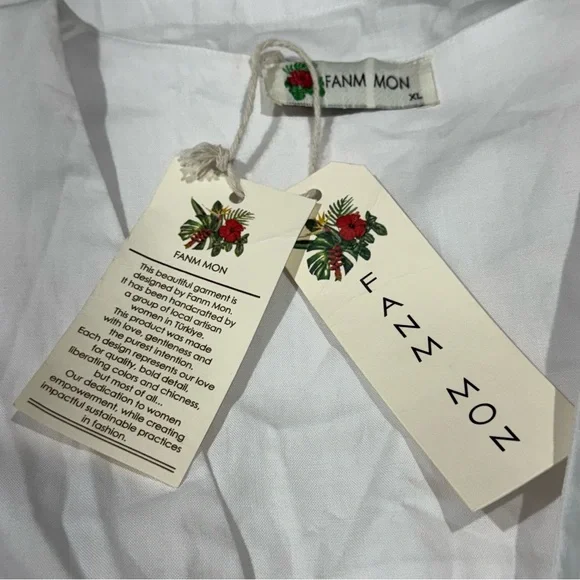 FANM MON
XL
FANM MON
This beautiful garment is
designed by Fanm Mon.
It has been handcrafted by
a group of local artisan
women in Türkiye.
This product was made
with love, gentleness and
the purest intention.
Each design represents our love
for quality, bold detail,
liberating colors and chicness,
but most of all...
Our dedication to women
empowerment, while creating
impactful sustainable practices
in fashion.
FANM MON